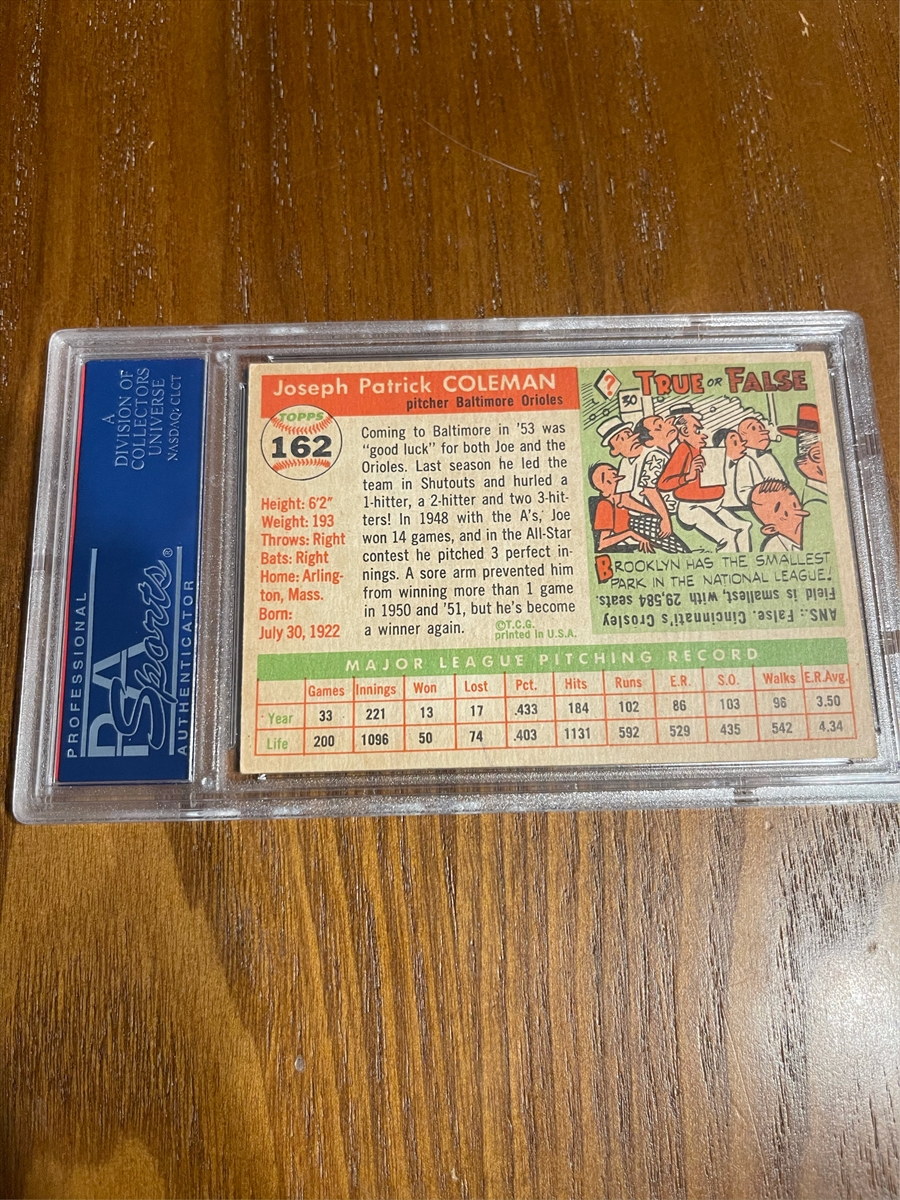 A
DIVISION OF
COLLECTORS
UNIVERSE
NASDAQ: CLCT
PROFESSIONAL
PSA
Sports®
AUTHENTICATOR
Joseph Patrick COLEMAN
pitcher Baltimore Orioles
TOPPS
162
Height: 6'2"
Weight: 193
Throws: Right
Bats: Right
Home: Arling-
ton, Mass.
Born:
July 30, 1922
Coming to Baltimore in '53 was
"good luck" for both Joe and the
Orioles. Last season he led the
team in Shutouts and hurled a
1-hitter, a 2-hitter and two 3-hit-
ters! In 1948 with the A's, Joe
won 14 games, and in the All-Star
contest he pitched 3 perfect in-
nings. A sore arm prevented him
from winning more than 1 game
in 1950 and '51, but he's become
a winner again.
©T.C.G.
printed in U.S.A.
?
TRUE OR FALSE
30
BROOKLYN HAS THE SMALLEST
PARK IN THE NATIONAL LEAGUE!
ANS.: False. Cincinnati's Crosley
Field is smallest, with 29,584 seats.
MAJOR LEAGUE PITCHING RECORD
Games Innings Won Lost Pct. Hits Runs E.R. S.O. Walks E.R.Avg.
Year 33 221 13 17 .433 184 102 86 103 96 3.50
Life 200 1096 50 74 .403 1131 592 529 435 542 4.34